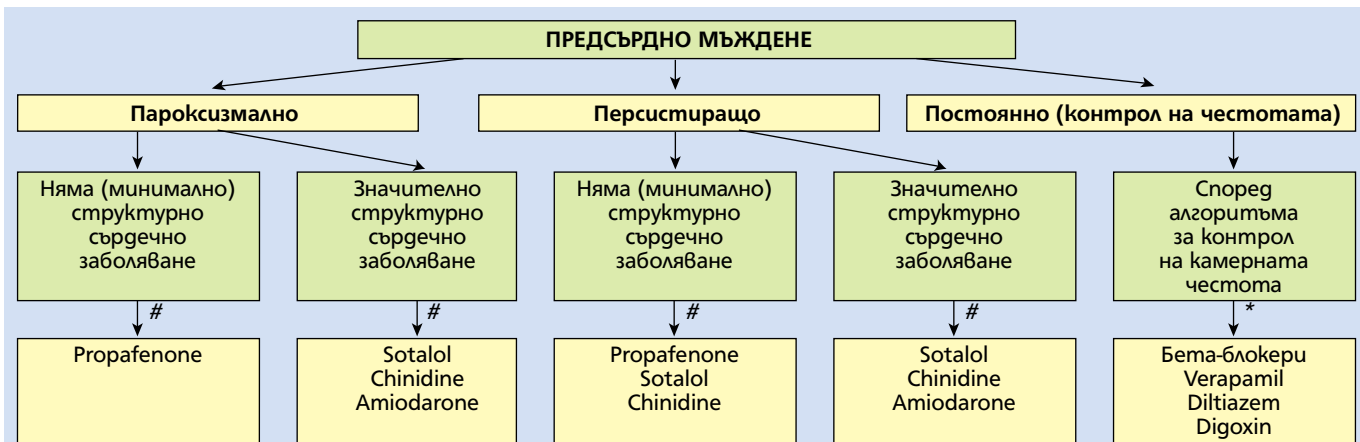 ПРЕДСЪРДНО МЪЖДЕНЕ
Пароксизмално
Персистиращо
Постоянно (контрол на честотата)
Няма (минимално)
структурно
сърдечно
заболяване
Значително
структурно
сърдечно
заболяване
Няма (минимално)
структурно
сърдечно
заболяване
Значително
структурно
сърдечно
заболяване
Според
алгоритъма
за контрол
на камерната
честота
#
#
#
#
*
Propafenone
Sotalol
Chinidine
Amiodarone
Propafenone
Sotalol
Chinidine
Sotalol
Chinidine
Amiodarone
Бета-блокери
Verapamil
Diltiazem
Digoxin